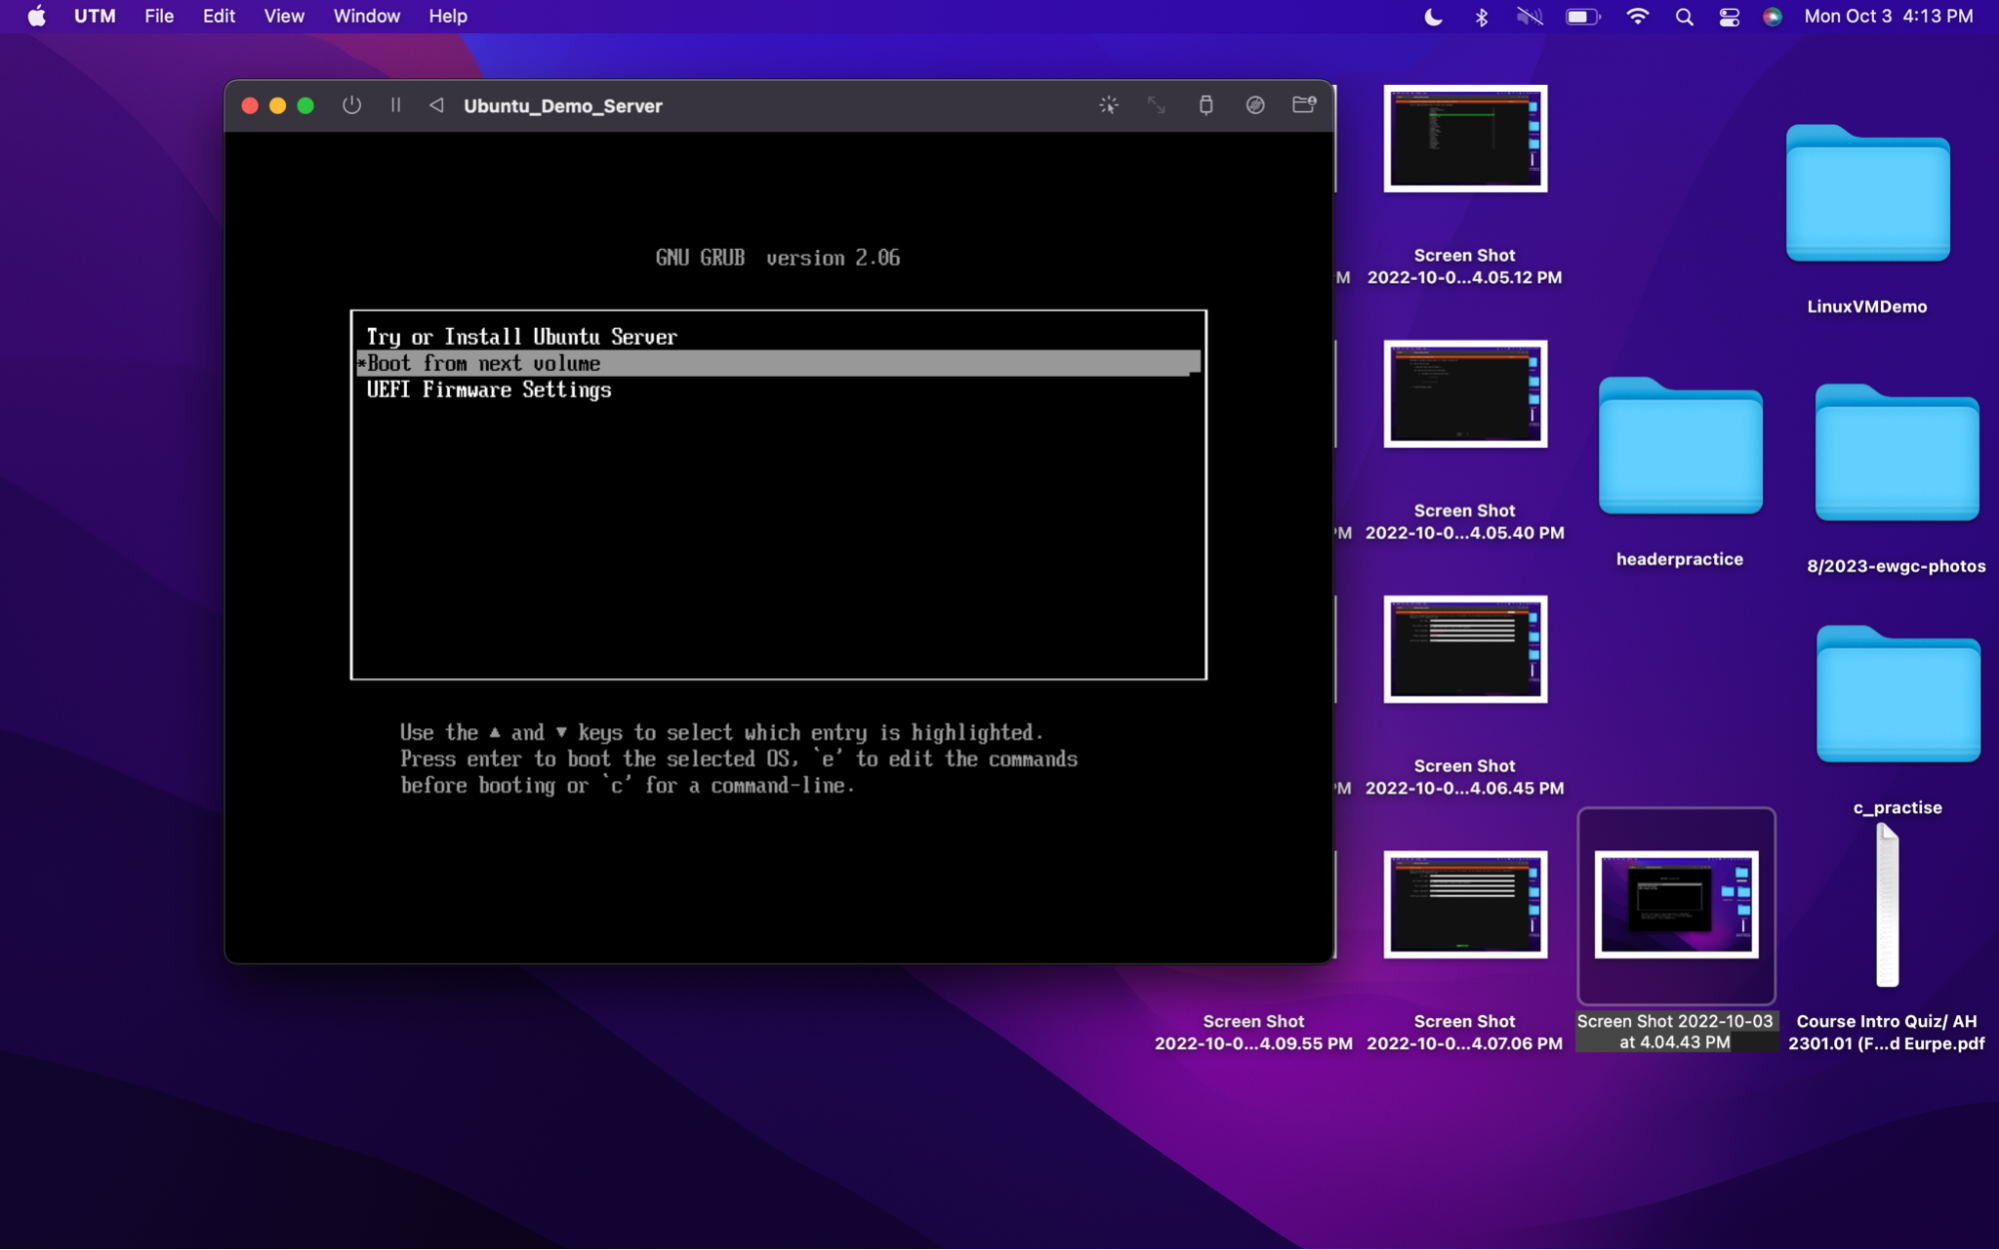 UTM File Edit View Window Help Mon Oct 3 4:13 PM
Ubuntu_Demo_Server
GNU GRUB version 2.06
Try or Install Ubuntu Server
*Boot from next volume
UEFI Firmware Settings
Use the ▲ and ▼ keys to select which entry is highlighted.
Press enter to boot the selected OS, `e' to edit the commands
before booting or `c' for a command-line.
M
Screen Shot
2022-10-0...4.05.12 PM
LinuxVMDemo
PM
Screen Shot
2022-10-0...4.05.40 PM
headerpractice
8/2023-ewgc-photos
PM
Screen Shot
2022-10-0...4.06.45 PM
c_practise
Screen Shot
2022-10-0...4.09.55 PM
Screen Shot
2022-10-0...4.07.06 PM
Screen Shot 2022-10-03
at 4.04.43 PM
Course Intro Quiz/ AH
2301.01 (F...d Eurpe.pdf